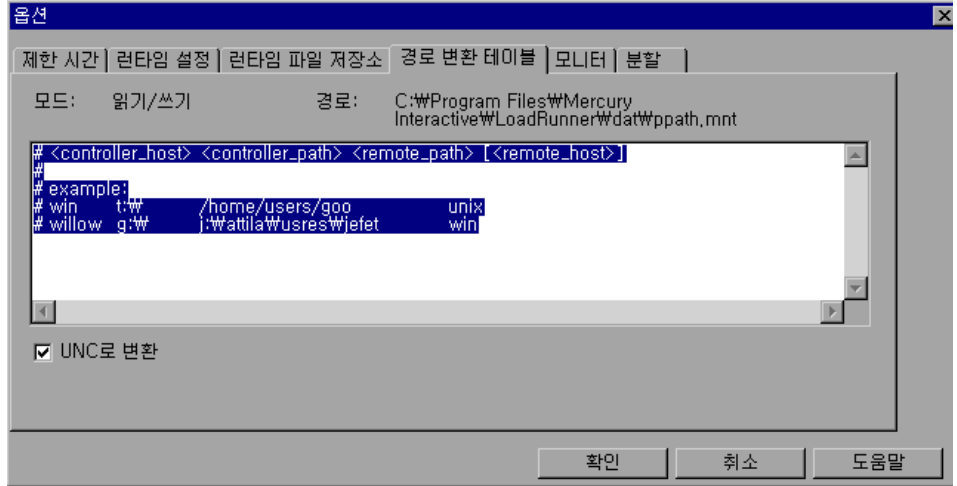 옵션
제한 시간 런타임 설정 런타임 파일 저장소 경로 변환 테이블 모니터 분할
모드: 읽기/쓰기 경로: C:₩Program Files₩Mercury
Interactive₩LoadRunner₩dat₩ppath,mnt
# <controller_host> <controller_path> <remote_path> [<remote_host>]
#
# example:
# win t:₩ /home/users/goo unix
# willow g:₩ j:₩attila₩usres₩jefet win
UNC로 변환
확인 취소 도움말